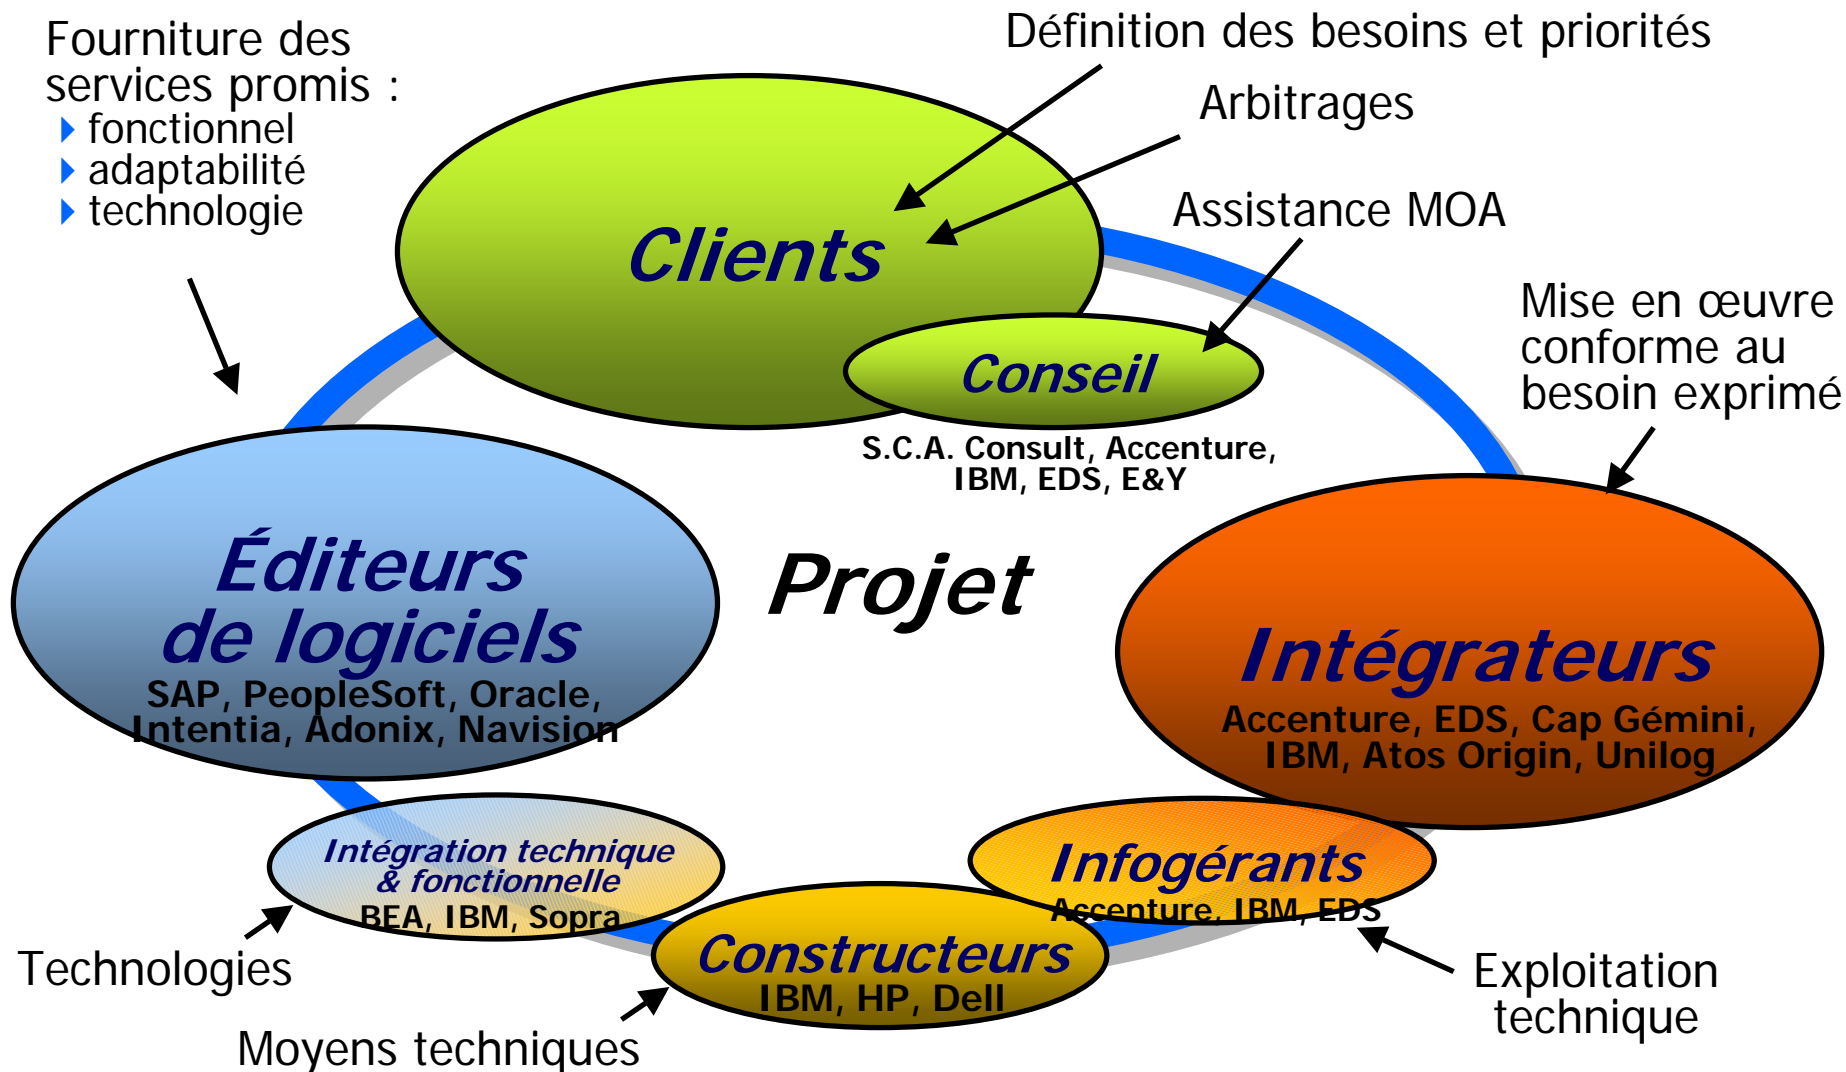 Fourniture des
services promis :
fonctionnel
adaptabilité
technologie
Définition des besoins et priorités
Arbitrages
Assistance MOA
Mise en œuvre
conforme au
besoin exprimé
Clients
Conseil
S.C.A. Consult, Accenture,
IBM, EDS, E&Y
Éditeurs
de logiciels
SAP, PeopleSoft, Oracle,
Intentia, Adonix, Navision
Projet
Intégrateurs
Accenture, EDS, Cap Gémini,
IBM, Atos Origin, Unilog
Intégration technique
& fonctionnelle
BEA, IBM, Sopra
Infogérants
Accenture, IBM, EDS
Constructeurs
IBM, HP, Dell
Technologies
Moyens techniques
Exploitation
technique